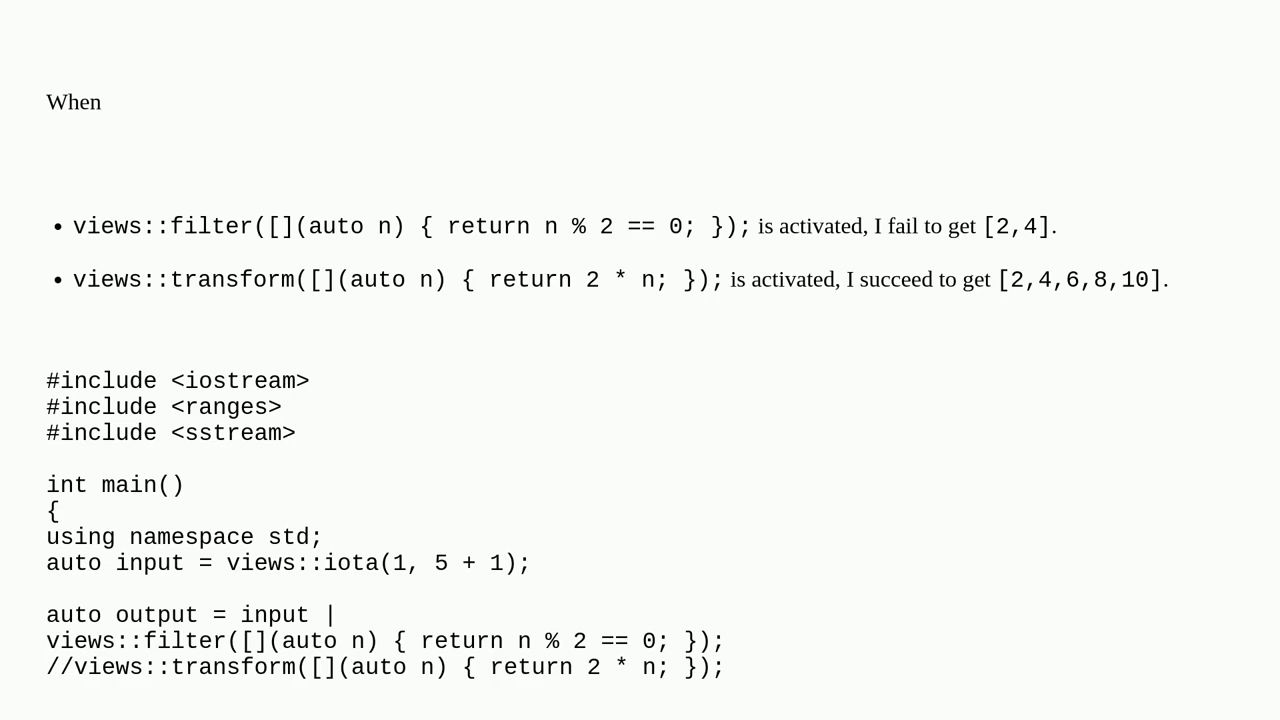 When
• views::filter([](auto n) { return n % 2 == 0; }); is activated, I fail to get [2,4].
• views::transform([](auto n) { return 2 * n; }); is activated, I succeed to get [2,4,6,8,10].
#include <iostream>
#include <ranges>
#include <sstream>
int main()
{
using namespace std;
auto input = views::iota(1, 5 + 1);
auto output = input |
views::filter([](auto n) { return n % 2 == 0; });
//views::transform([](auto n) { return 2 * n; });